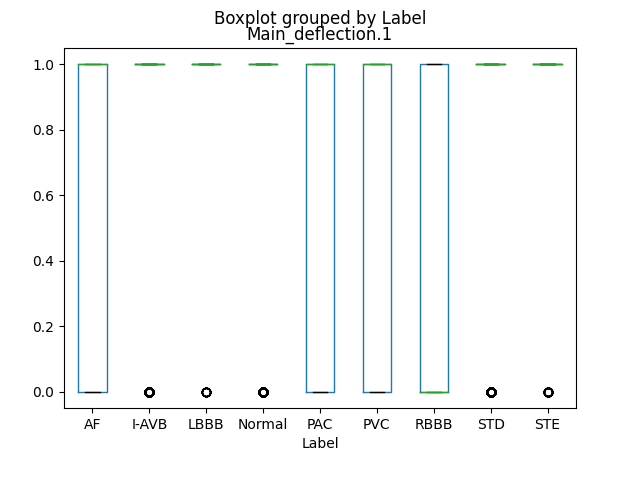 Boxplot grouped by Label
Main_deflection.1
1.0
0.8
0.6
0.4
0.2
0.0
AF I-AVB LBBB Normal PAC PVC RBBB STD STE
Label